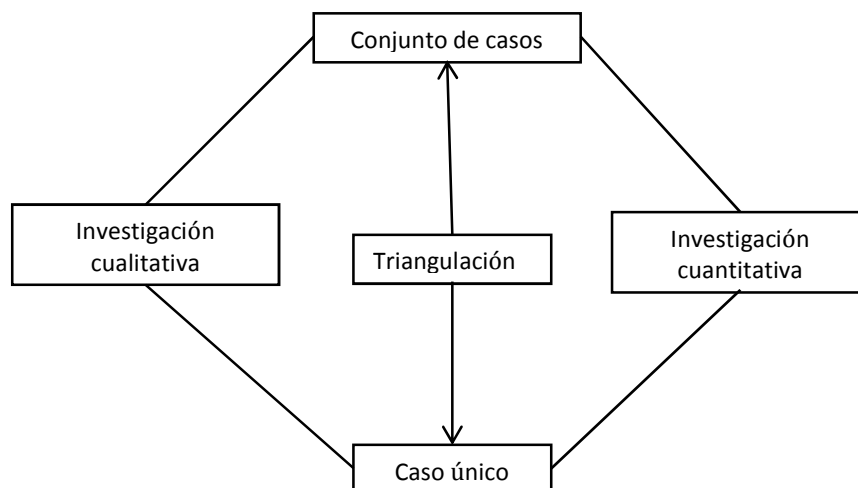 Conjunto de casos
Investigación
cualitativa
Triangulación
Investigación
cuantitativa
Caso único